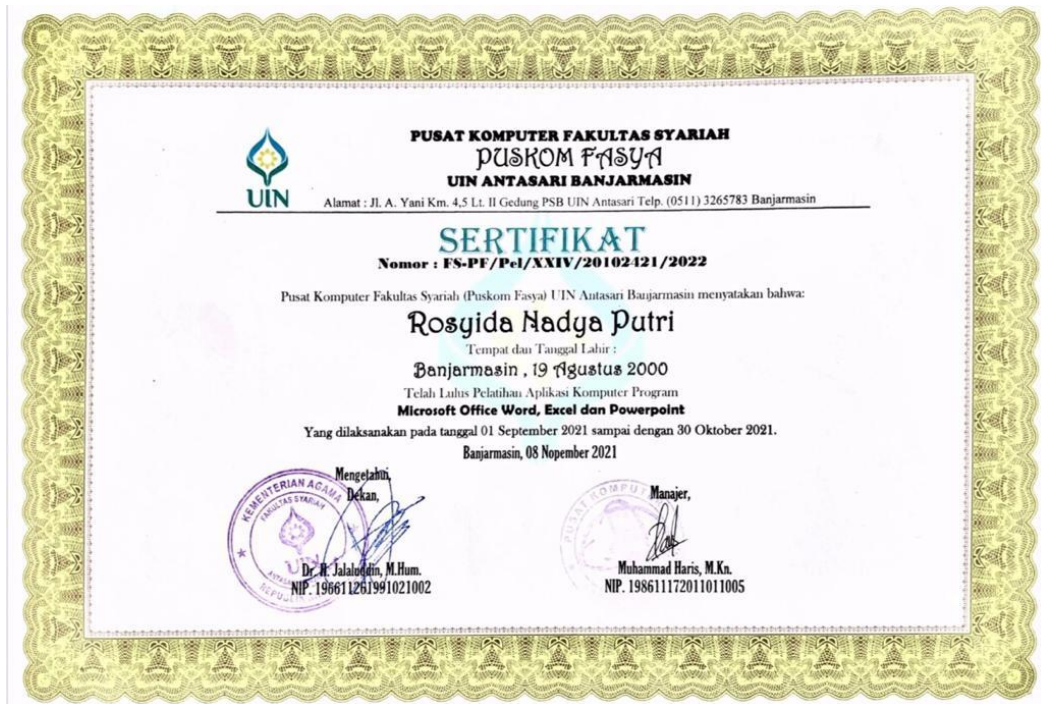 UIN
PUSAT KOMPUTER FAKULTAS SYARIAH
PUSKOM FASYA
UIN ANTASARI BANJARMASIN
Alamat : Jl. A. Yani Km. 4,5 Lt. II Gedung PSB UIN Antasari Telp. (0511) 3265783 Banjarmasin
SERTIFIKAT
Nomor : FS-PF/Pel/XXIV/20102421/2022
Pusat Komputer Fakultas Syariah (Puskom Fasya) UIN Antasari Banjarmasin menyatakan bahwa:
Rosyida Nadya Putri
Tempat dan Tanggal Lahir :
Banjarmasin , 19 Agustus 2000
Telah Lulus Pelatihan Aplikasi Komputer Program
Microsoft Office Word, Excel dan Powerpoint
Yang dilaksanakan pada tanggal 01 September 2021 sampai dengan 30 Oktober 2021.
Banjarmasin, 08 Nopember 2021
Mengetahui,
Dekan,
KEMENTERIAN AGAMA
FAKULTAS SYARIAH
UIN
Dr. H. Jalaluddin, M.Hum.
NIP. 196611261991021002
Manajer,
PUSAT KOMPUT
Muhammad Haris, M.Kn.
NIP. 198611172011011005